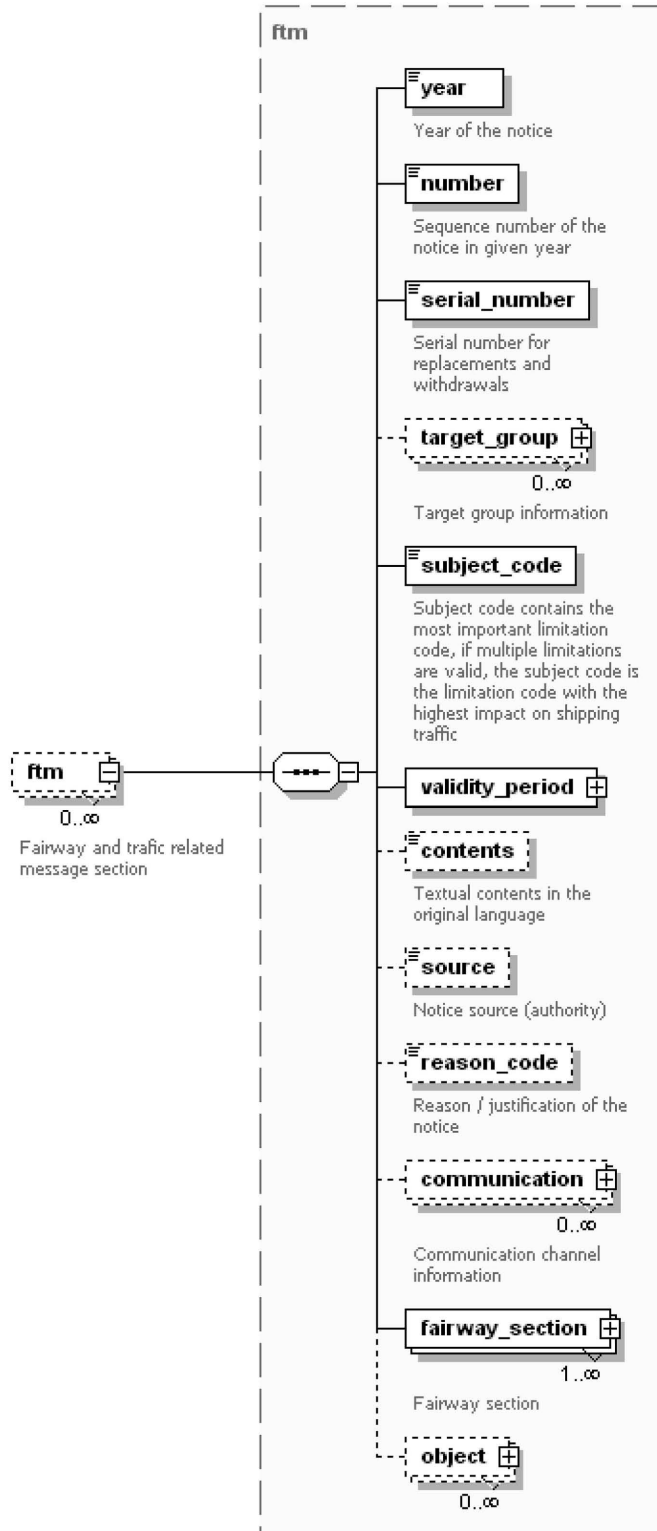 ftm
year
Year of the notice
number
Sequence number of the
notice in given year
serial_number
Serial number for
replacements and
withdrawals
target_group
0..∞
Target group information
subject_code
Subject code contains the
most important limitation
code, if multiple limitations
are valid, the subject code is
the limitation code with the
highest impact on shipping
traffic
ftm
0..∞
Fairway and trafic related
message section
validity_period
contents
Textual contents in the
original language
source
Notice source (authority)
reason_code
Reason / justification of the
notice
communication
0..∞
Communication channel
information
fairway_section
1..∞
Fairway section
object
0..∞